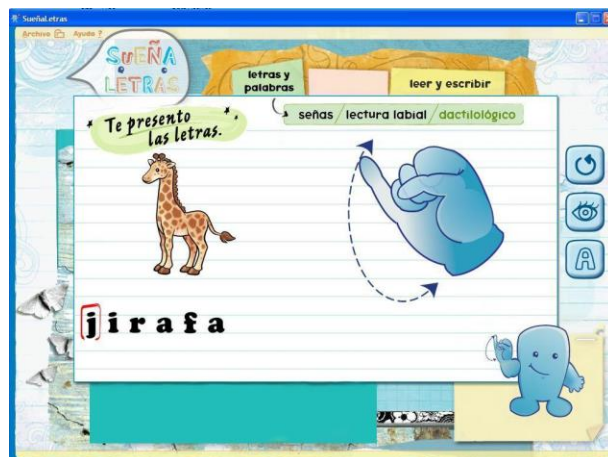 SueñaLetras
Archivo Ayuda ?
SUEÑA
LETRAS
letras y
palabras
leer y escribir
señas / lectura labial / dactilológico
Te presento
las letras.
A
jirafa